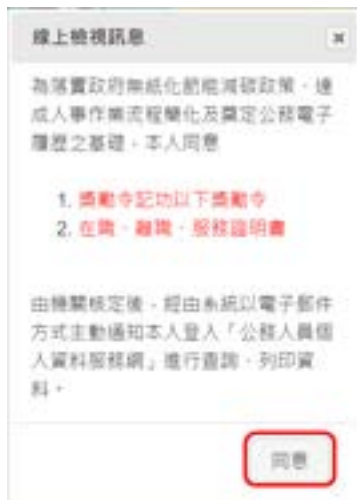 線上檢視訊息
為落實政府無紙化節能減碳政策，達
成人事作業流程簡化及奠定公務電子
履歷之基礎，本人同意
1. 獎勵令記功以下獎勵令
2. 在職、離職、服務證明書
由機關核定後，經由系統以電子郵件
方式主動通知本人登入「公務人員個
人資料服務網」進行查詢、列印資
料。
同意